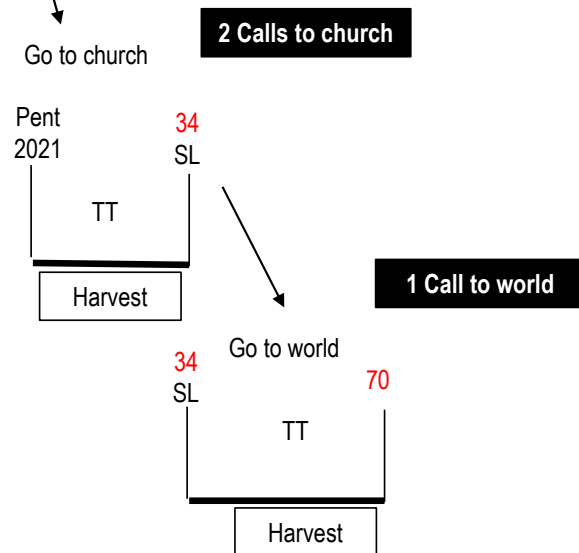 2 Calls to church
Go to church
Pent
2021
34
SL
TT
Harvest
1 Call to world
Go to world
34
SL
70
TT
Harvest